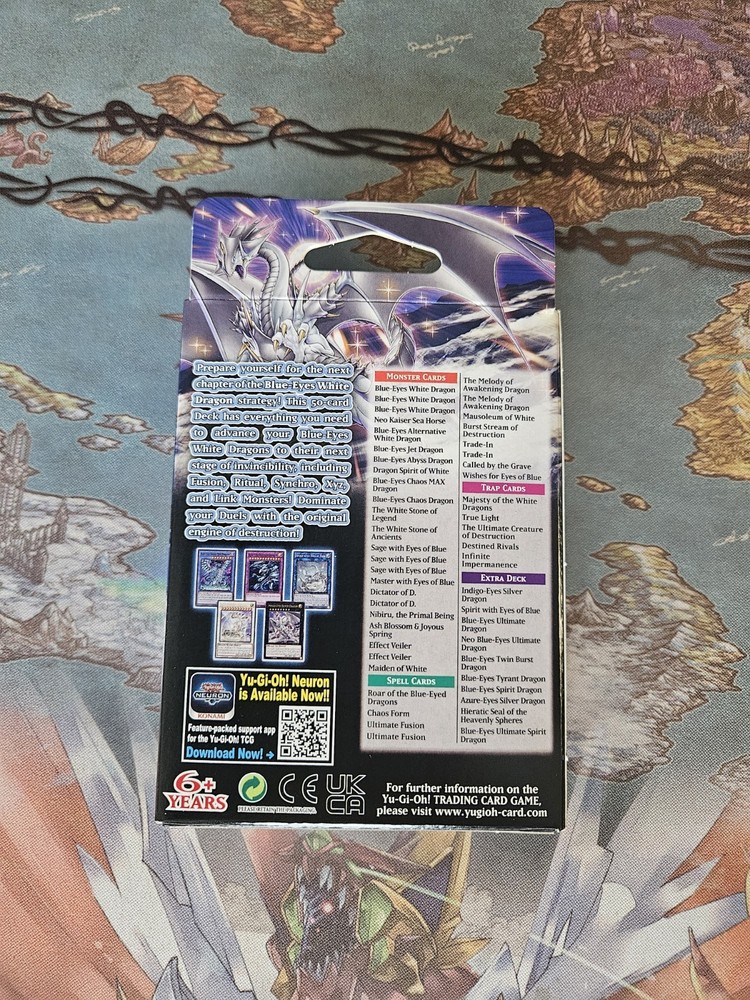 Prepare yourself for the next
chapter of the Blue-Eyes White
Dragon strategy! This 50-card
Deck has everything you need
to advance your Blue-Eyes
White Dragons to their next
stage of invincibility, including
Fusion, Ritual, Synchro, Xyz,
and Link Monsters! Dominate
your Duels with the original
engine of destruction!
MONSTER CARDS
Blue-Eyes White Dragon
Blue-Eyes White Dragon
Blue-Eyes White Dragon
Neo Kaiser Sea Horse
Blue-Eyes Alternative
White Dragon
Blue-Eyes Jet Dragon
Blue-Eyes Abyss Dragon
Dragon Spirit of White
Blue-Eyes Chaos MAX
Dragon
Blue-Eyes Chaos Dragon
The White Stone of
Legend
The White Stone of
Ancients
Sage with Eyes of Blue
Sage with Eyes of Blue
Sage with Eyes of Blue
Master with Eyes of Blue
Dictator of D.
Dictator of D.
Nibiru, the Primal Being
Ash Blossom & Joyous
Spring
Effect Veiler
Effect Veiler
Maiden of White
SPELL CARDS
Roar of the Blue-Eyed
Dragons
Chaos Form
Ultimate Fusion
Ultimate Fusion
The Melody of
Awakening Dragon
The Melody of
Awakening Dragon
Mausoleum of White
Burst Stream of
Destruction
Trade-In
Trade-In
Called by the Grave
Wishes for Eyes of Blue
TRAP CARDS
Majesty of the White
Dragons
True Light
The Ultimate Creature
of Destruction
Destined Rivals
Infinite
Impermanence
EXTRA DECK
Indigo-Eyes Silver
Dragon
Spirit with Eyes of Blue
Blue-Eyes Ultimate
Dragon
Neo Blue-Eyes Ultimate
Dragon
Blue-Eyes Twin Burst
Dragon
Blue-Eyes Tyrant Dragon
Blue-Eyes Spirit Dragon
Azure-Eyes Silver Dragon
Hieratic Seal of the
Heavenly Spheres
Blue-Eyes Ultimate Spirit
Dragon
NEURON
KONAMI
Yu-Gi-Oh! Neuron
is Available Now!!
Feature-packed support app
for the Yu-Gi-Oh! TCG
Download Now! →
6+
YEARS
PLEASE RETAIN THE PACKAGING
CE
UK
CA
For further information on the
Yu-Gi-Oh! TRADING CARD GAME,
please visit www.yugioh-card.com